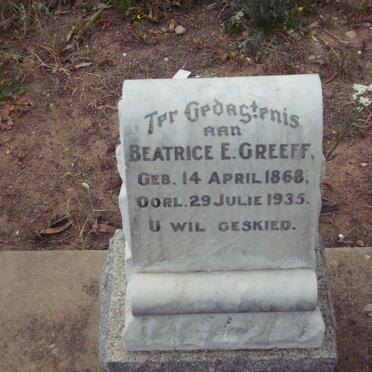 Ter Gedagtenis
aan
BEATRICE E. GREEFF,
GEB. 14 APRIL 1868,
OORL. 29 JULIE 1935.
U WIL GESKIED.